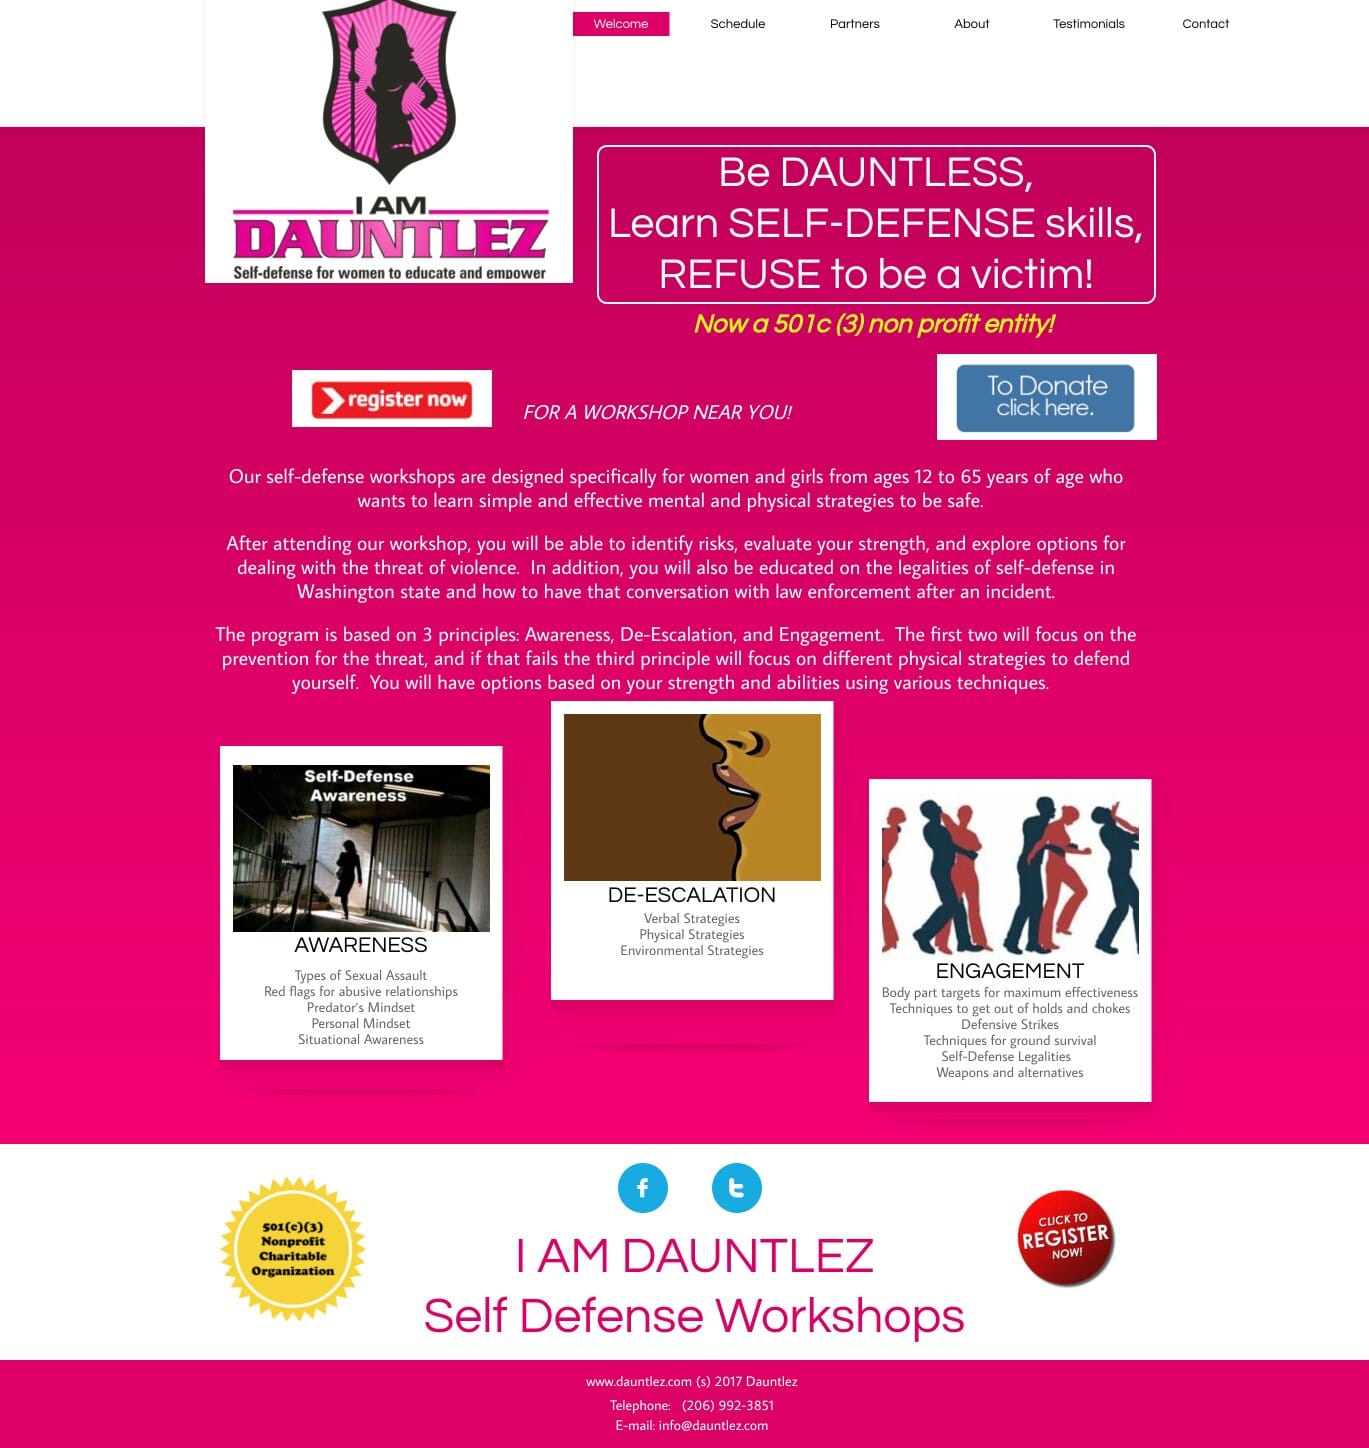 Welcome
Schedule
Partners
About
Testimonials
Contact
I AM
DAUNTLEZ
Self-defense for women to educate and empower
Be DAUNTLESS,
Learn SELF-DEFENSE skills,
REFUSE to be a victim!
Now a 501c (3) non profit entity!
register now
FOR A WORKSHOP NEAR YOU!
To Donate
click here.
Our self-defense workshops are designed specifically for women and girls from ages 12 to 65 years of age who
wants to learn simple and effective mental and physical strategies to be safe.
After attending our workshop, you will be able to identify risks, evaluate your strength, and explore options for
dealing with the threat of violence.  In addition, you will also be educated on the legalities of self-defense in
Washington state and how to have that conversation with law enforcement after an incident.
The program is based on 3 principles: Awareness, De-Escalation, and Engagement.  The first two will focus on the
prevention for the threat, and if that fails the third principle will focus on different physical strategies to defend
yourself.  You will have options based on your strength and abilities using various techniques.
Self-Defense
Awareness
AWARENESS
Types of Sexual Assault
Red flags for abusive relationships
Predator's Mindset
Personal Mindset
Situational Awareness
DE-ESCALATION
Verbal Strategies
Physical Strategies
Environmental Strategies
ENGAGEMENT
Body part targets for maximum effectiveness
Techniques to get out of holds and chokes
Defensive Strikes
Techniques for ground survival
Self-Defense Legalities
Weapons and alternatives
501(c)(3)
Nonprofit
Charitable
Organization
I AM DAUNTLEZ
Self Defense Workshops
CLICK TO
REGISTER
NOW!
www.dauntlez.com (s) 2017 Dauntlez
Telephone:   (206) 992-3851
E-mail: info@dauntlez.com